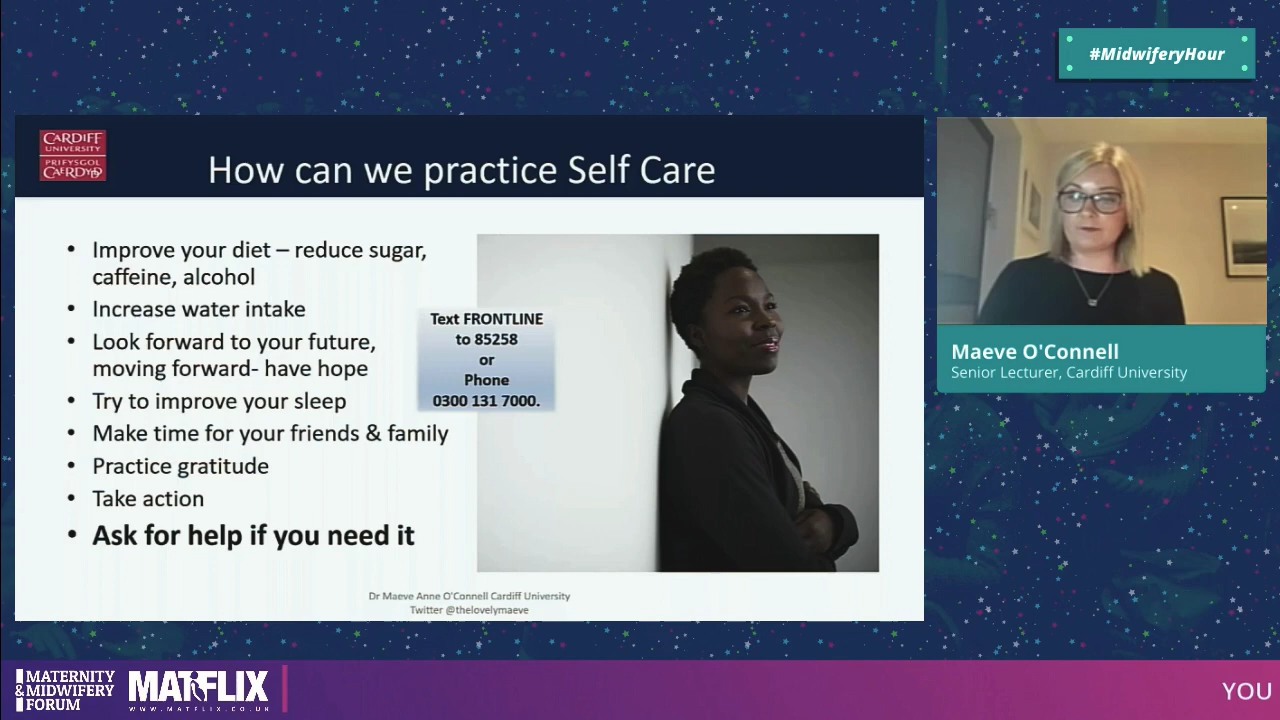 #MidwiferyHour
CARDIFF
UNIVERSITY
PRIFYSGOL
CAERDYDD
How can we practice Self Care
• Improve your diet – reduce sugar,
caffeine, alcohol
• Increase water intake
• Look forward to your future,
moving forward- have hope
• Try to improve your sleep
• Make time for your friends & family
• Practice gratitude
• Take action
• Ask for help if you need it
Text FRONTLINE
to 85258
or
Phone
0300 131 7000.
Dr Maeve Anne O'Connell Cardiff University
Twitter @thelovelymaeve
Maeve O'Connell
Senior Lecturer, Cardiff University
MATERNITY
& MIDWIFERY
FORUM
MATFLIX
WWW.MATFLIX.CO.UK
YOU